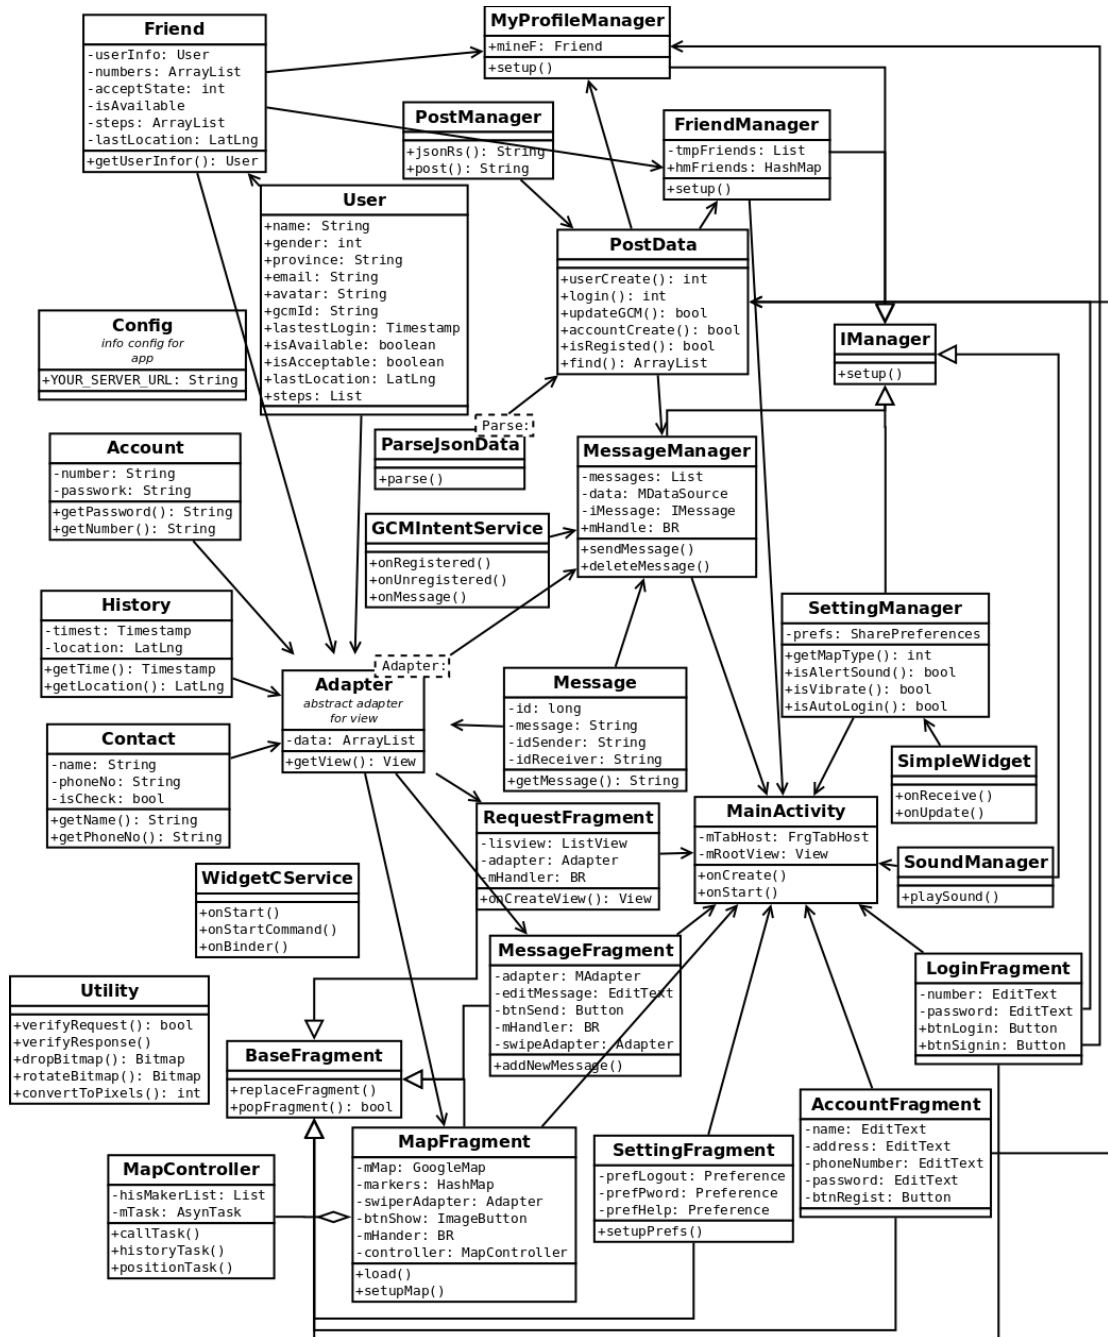 Friend
-userInfo: User
-numbers: ArrayList
-acceptState: int
-isAvailable
-steps: ArrayList
-lastLocation: LatLng
+getUserInfor(): User
MyProfileManager
+mineF: Friend
+setup()
PostManager
+jsonRs(): String
+post(): String
FriendManager
-tmpFriends: List
+hmFriends: HashMap
+setup()
User
+name: String
+gender: int
+province: String
+email: String
+avatar: String
+gcmId: String
+lastestLogin: Timestamp
+isAvailable: boolean
+isAcceptable: boolean
+lastLocation: LatLng
+steps: List
PostData
+userCreate(): int
+login(): int
+updateGCM(): bool
+accountCreate(): bool
+isRegisted(): bool
+find(): ArrayList
Config
info config for
app
+YOUR_SERVER_URL: String
IManager
+setup()
Parse:
ParseJsonData
+parse()
Account
-number: String
-passwork: String
+getPassword(): String
+getNumber(): String
MessageManager
-messages: List
-data: MDataSource
-iMessage: IMessage
+mHandle: BR
+sendMessage()
+deleteMessage()
GCMIntentService
+onRegistered()
+onUnregistered()
+onMessage()
History
-timest: Timestamp
-location: LatLng
+getTime(): Timestamp
+getLocation(): LatLng
SettingManager
-prefs: SharePreferences
+getMapType(): int
+isAlertSound(): bool
+isVibrate(): bool
+isAutoLogin(): bool
Adapter:
Adapter
abstract adapter
for view
-data: ArrayList
+getView(): View
Message
-id: long
-message: String
-idSender: String
-idReceiver: String
+getMessage(): String
Contact
-name: String
-phoneNo: String
-isCheck: bool
+getName(): String
+getPhoneNo(): String
SimpleWidget
+onReceive()
+onUpdate()
RequestFragment
-lisview: ListView
-adapter: Adapter
-mHandler: BR
+onCreateView(): View
MainActivity
-mTabHost: FrgTabHost
-mRootView: View
+onCreate()
+onStart()
SoundManager
+playSound()
WidgetCService
+onStart()
+onStartCommand()
+onBinder()
MessageFragment
-adapter: MAdapter
-editMessage: EditText
-btnSend: Button
-mHandler: BR
-swipeAdapter: Adapter
+addNewMessage()
LoginFragment
-number: EditText
-password: EditText
+btnLogin: Button
+btnSignin: Button
Utility
+verifyRequest(): bool
+verifyResponse()
+dropBitmap(): Bitmap
+rotateBitmap(): Bitmap
+convertToPixels(): int
BaseFragment
+replaceFragment()
+popFragment(): bool
AccountFragment
-name: EditText
-address: EditText
-phoneNumber: EditText
-password: EditText
-btnRegist: Button
MapFragment
-mMap: GoogleMap
-markers: HashMap
-swiperAdapter: Adapter
-btnShow: ImageButton
-mHander: BR
-controller: MapController
+load()
+setupMap()
SettingFragment
-prefLogout: Preference
-prefPword: Preference
-prefHelp: Preference
+setupPrefs()
MapController
-hisMakerList: List
-mTask: AsynTask
+callTask()
+historyTask()
+positionTask()